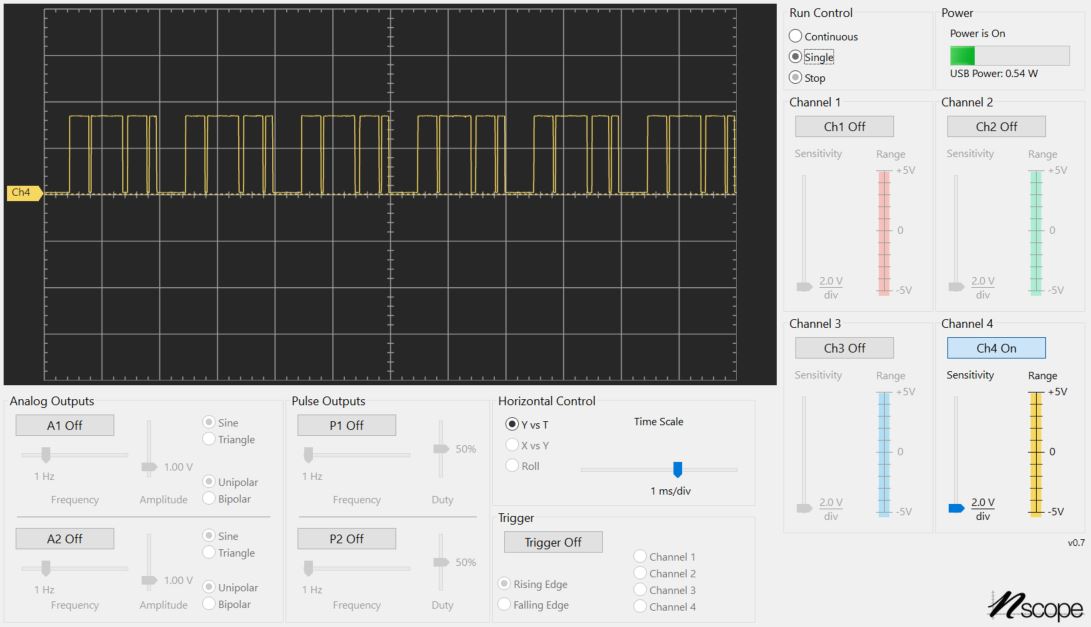 Ch4
Run Control
Continuous
Single
Stop
Power
Power is On
USB Power: 0.54 W
Channel 1
Ch1 Off
Sensitivity
Range
+5V
0
-5V
2.0 V
div
Channel 2
Ch2 Off
Sensitivity
Range
+5V
0
-5V
2.0 V
div
Channel 3
Ch3 Off
Sensitivity
Range
+5V
0
-5V
2.0 V
div
Channel 4
Ch4 On
Sensitivity
Range
+5V
0
-5V
2.0 V
div
v0.7
nscope
Analog Outputs
A1 Off
Sine
Triangle
1.00 V
1 Hz
Unipolar
Bipolar
Frequency
Amplitude
A2 Off
Sine
Triangle
1.00 V
1 Hz
Unipolar
Bipolar
Frequency
Amplitude
Pulse Outputs
P1 Off
50%
1 Hz
Frequency
Duty
P2 Off
50%
1 Hz
Frequency
Duty
Horizontal Control
Y vs T
X vs Y
Roll
Time Scale
1 ms/div
Trigger
Trigger Off
Rising Edge
Falling Edge
Channel 1
Channel 2
Channel 3
Channel 4